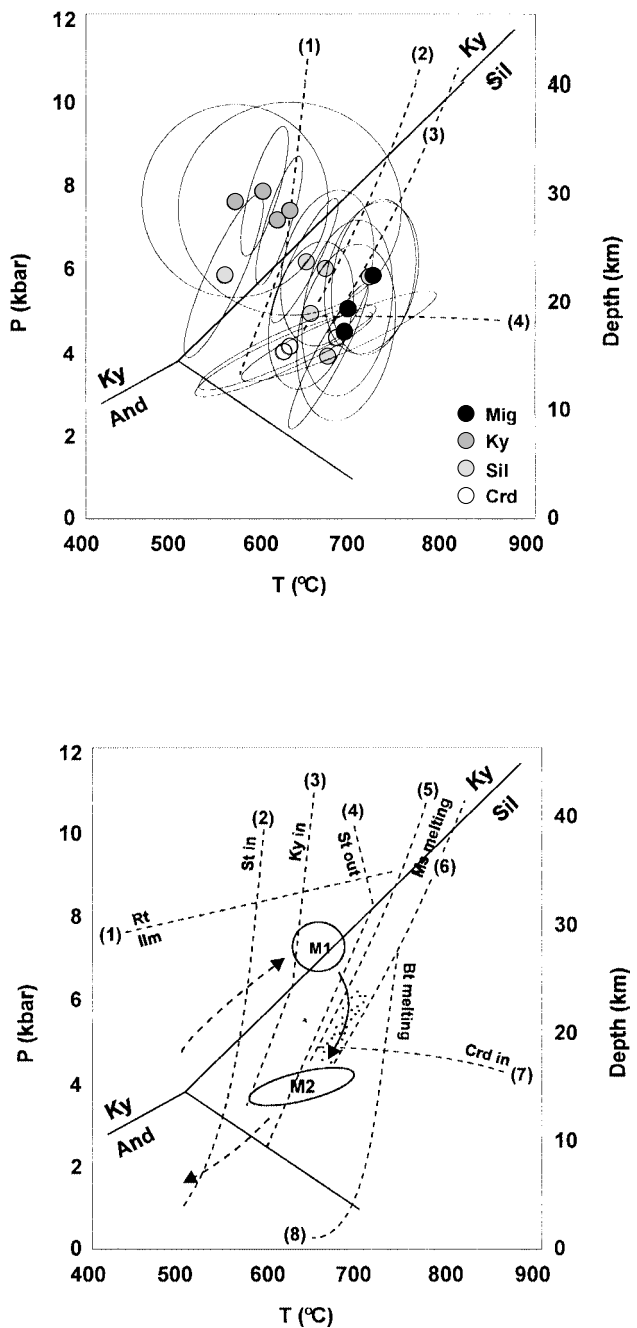 12
10
8
6
4
2
0
P (kbar)
(1)
(2)
(3)
(4)
Ky
Sil
Ky
And
Mig
Ky
Sil
Crd
40
30
20
10
0
Depth (km)
400 500 600 700 800 900
T (ºC)
12
10
8
6
4
2
0
P (kbar)
(1)
Rt
Ilm
(2)
St in
(3)
Ky in
(4)
St out
(5)
Ms melting
Ky
Sil
(6)
M1
Bt melting
Crd in
(7)
M2
Ky
And
(8)
40
30
20
10
0
Depth (km)
400 500 600 700 800 900
T (ºC)